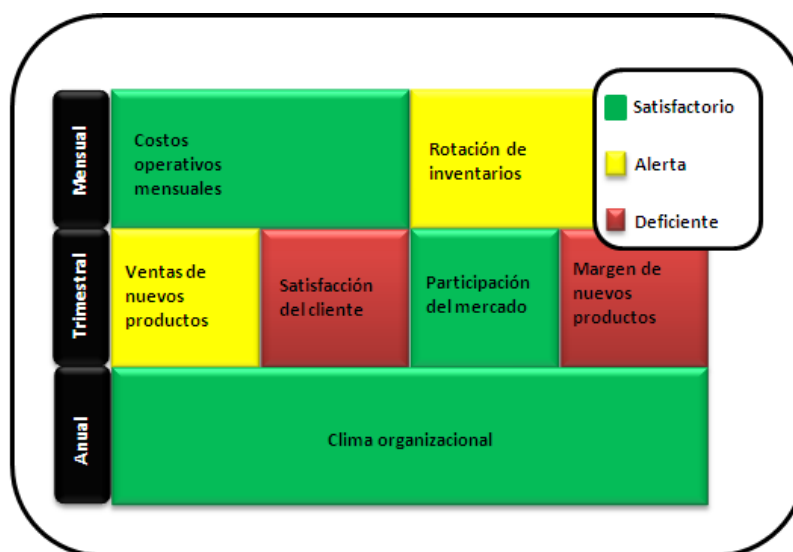 Mensual
Costos
operativos
mensuales
Rotación de
inventarios
Satisfactorio
Alerta
Deficiente
Trimestral
Ventas de
nuevos
productos
Satisfacción
del cliente
Participación
del mercado
Margen de
nuevos
productos
Anual
Clima organizacional